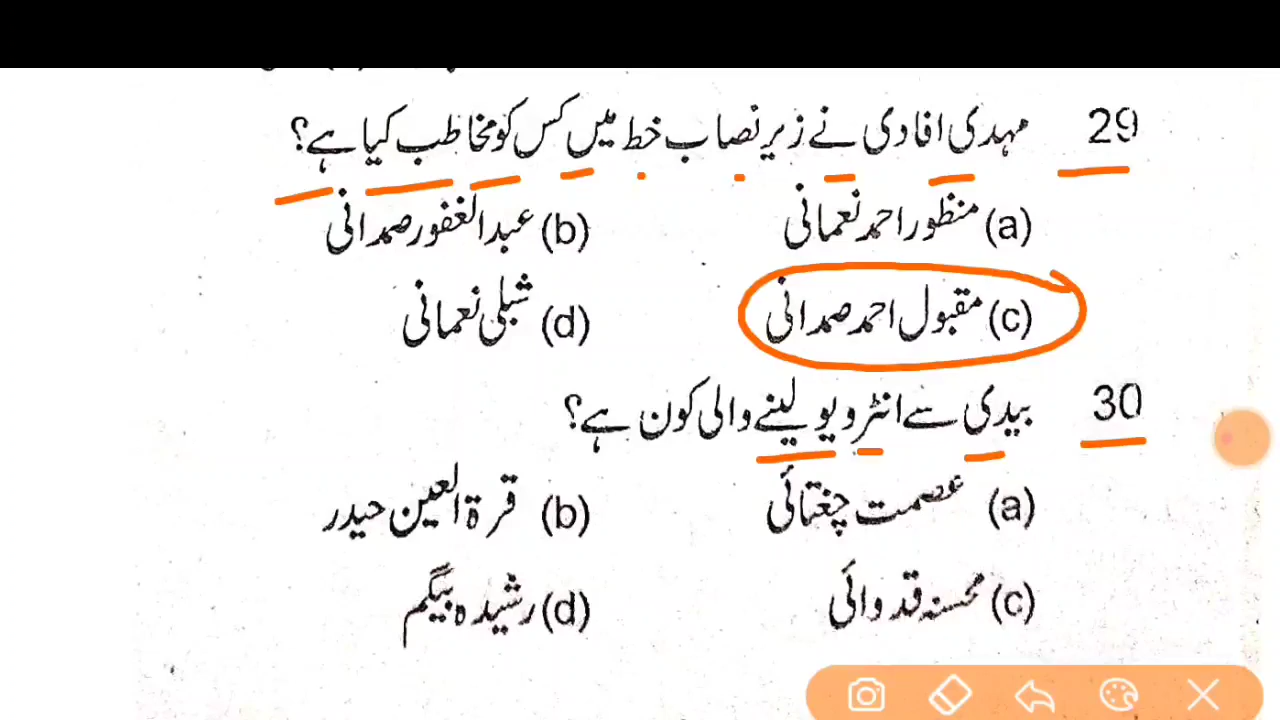 29 مہدی افادی نے زیر نصاب خط میں کس کو مخاطب کیا ہے؟
(a) منظور احمد نعمانی (b) عبدالغفور صمدانی
(c) مقبول احمد صمدانی (d) شبلی نعمانی
30 بیدی سے انٹرویو لینے والی کون ہے؟
(a) عصمت چغتائی (b) قرۃ العین حیدر
(c) محسنہ قدوائی (d) رشیدہ بیگم